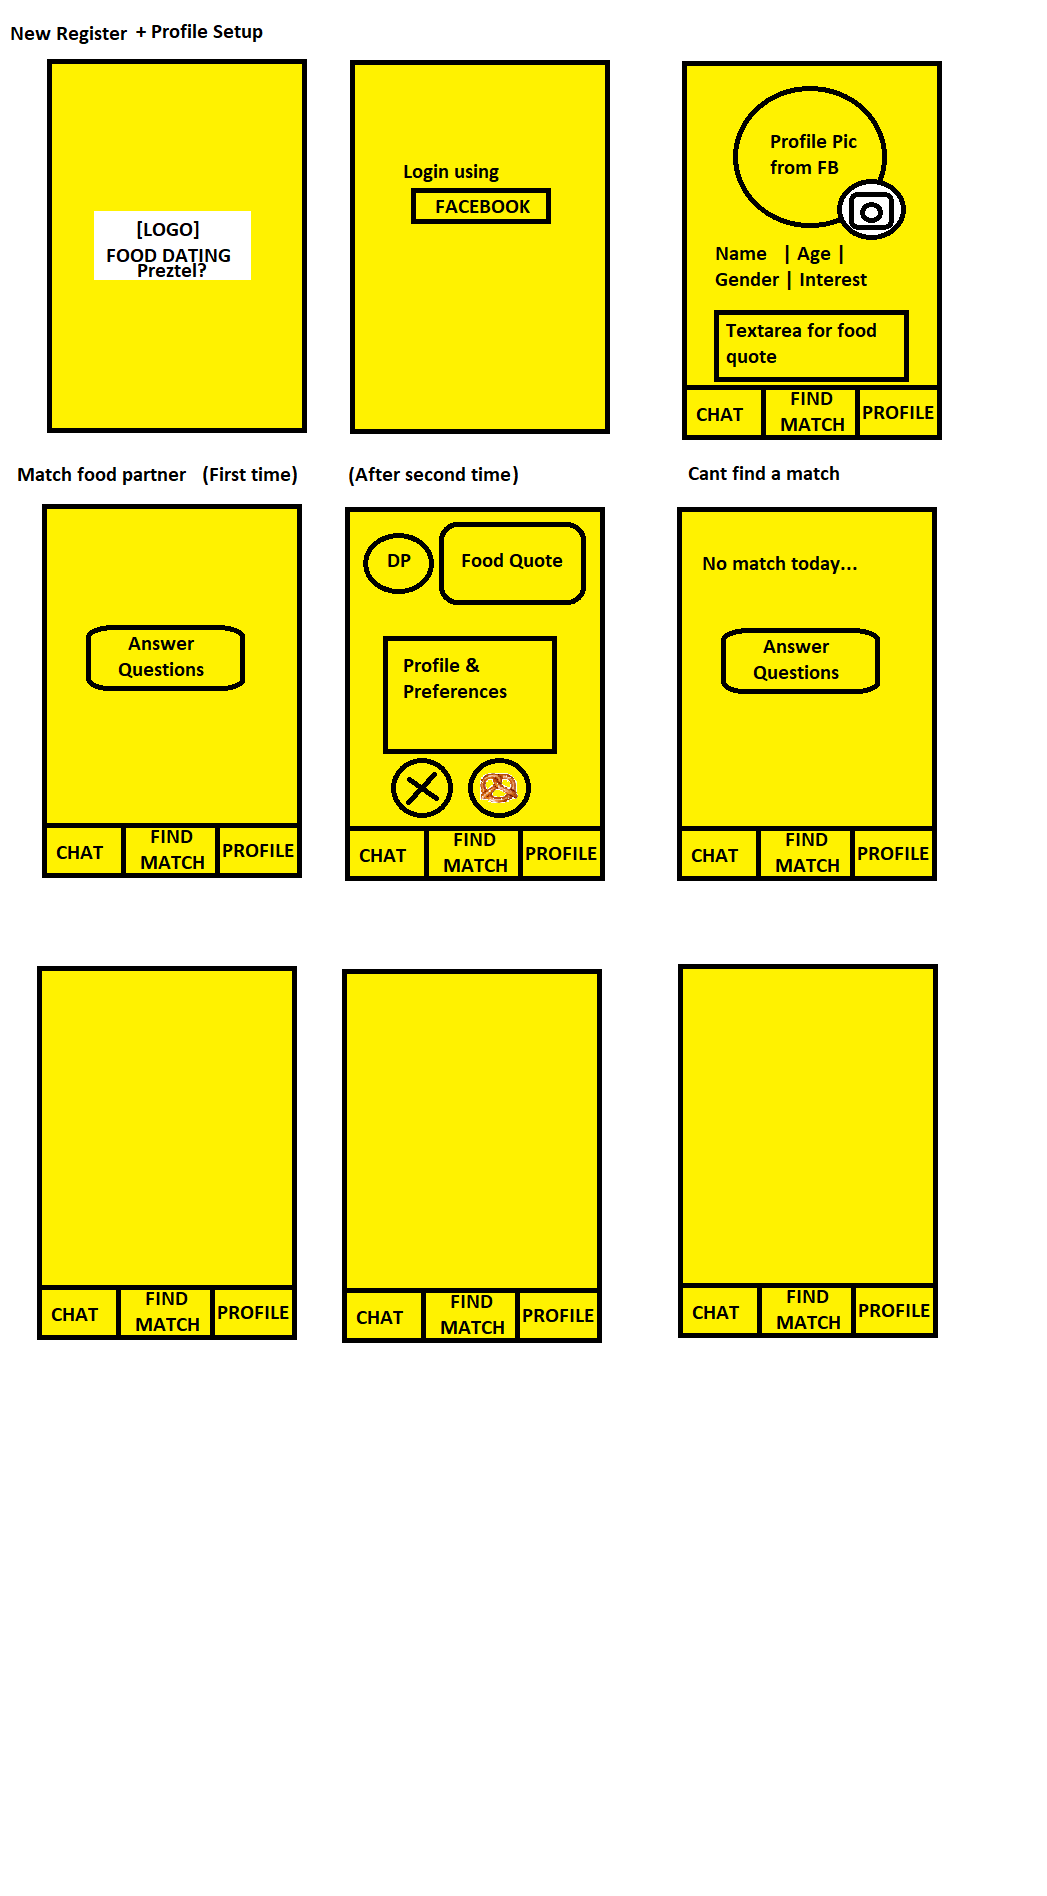 New Register + Profile Setup
[LOGO]
FOOD DATING
Preztel?
Login using
FACEBOOK
Profile Pic
from FB
Name | Age |
Gender | Interest
Textarea for food
quote
CHAT
FIND
MATCH
PROFILE
Match food partner (First time)
(After second time)
Cant find a match
Answer
Questions
CHAT
FIND
MATCH
PROFILE
DP
Food Quote
Profile &
Preferences
CHAT
FIND
MATCH
PROFILE
No match today...
Answer
Questions
CHAT
FIND
MATCH
PROFILE
CHAT
FIND
MATCH
PROFILE
CHAT
FIND
MATCH
PROFILE
CHAT
FIND
MATCH
PROFILE